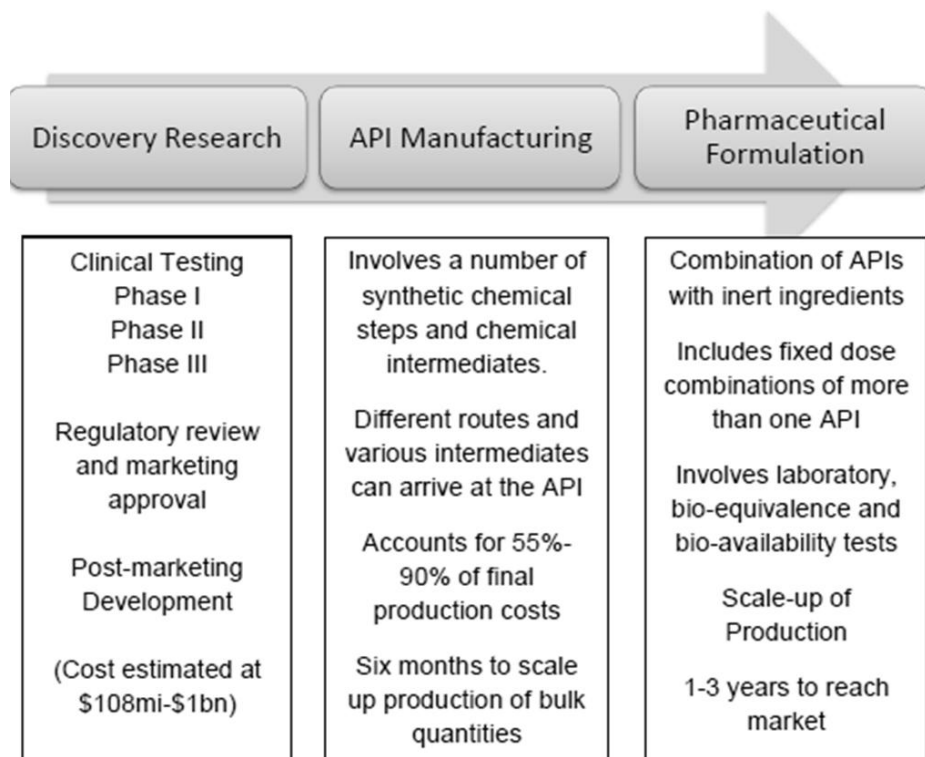 Discovery Research
API Manufacturing
Pharmaceutical
Formulation
Clinical Testing
Phase I
Phase II
Phase III
Regulatory review
and marketing
approval
Post-marketing
Development
(Cost estimated at
$108mi-$1bn)
Involves a number of
synthetic chemical
steps and chemical
intermediates.
Different routes and
various intermediates
can arrive at the API
Accounts for 55%-
90% of final
production costs
Six months to scale
up production of bulk
quantities
Combination of APIs
with inert ingredients
Includes fixed dose
combinations of more
than one API
Involves laboratory,
bio-equivalence and
bio-availability tests
Scale-up of
Production
1-3 years to reach
market